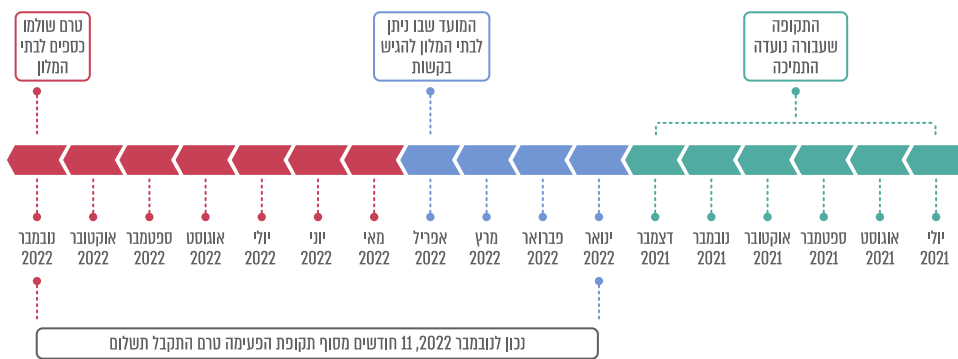 התקופה
שעבורה נועדה
התמיכה
המועד שבו ניתן
לבתי המלון להגיש
בקשות
טרם שולמו
כספים לבתי
המלון
יולי
2021
אוגוסט
2021
ספטמבר
2021
אוקטובר
2021
נובמבר
2021
דצמבר
2021
ינואר
2022
פברואר
2022
מרץ
2022
אפריל
2022
מאי
2022
יוני
2022
יולי
2022
אוגוסט
2022
ספטמבר
2022
אוקטובר
2022
נובמבר
2022
נכון לנובמבר 2022, 11 חודשים מסוף תקופת הפעימה טרם התקבל תשלום